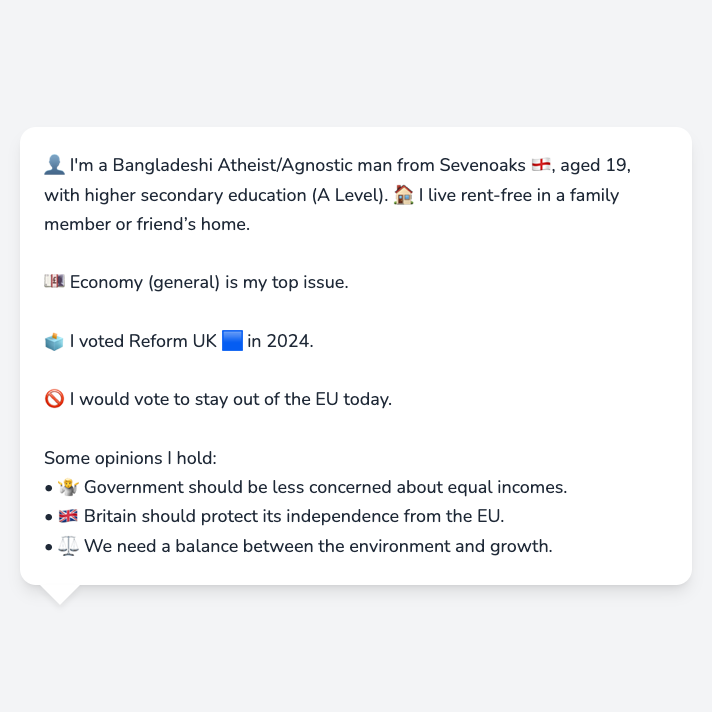 👤 I'm a Bangladeshi Atheist/Agnostic man from Sevenoaks 🏴󠁧󠁢󠁥󠁮󠁧󠁿, aged 19,
with higher secondary education (A Level). 🏠 I live rent-free in a family
member or friend’s home.
💷 Economy (general) is my top issue.
🗳️ I voted Reform UK 🟦 in 2024.
🚫 I would vote to stay out of the EU today.
Some opinions I hold:
• 🤷 Government should be less concerned about equal incomes.
• 🇬🇧 Britain should protect its independence from the EU.
• ⚖️ We need a balance between the environment and growth.